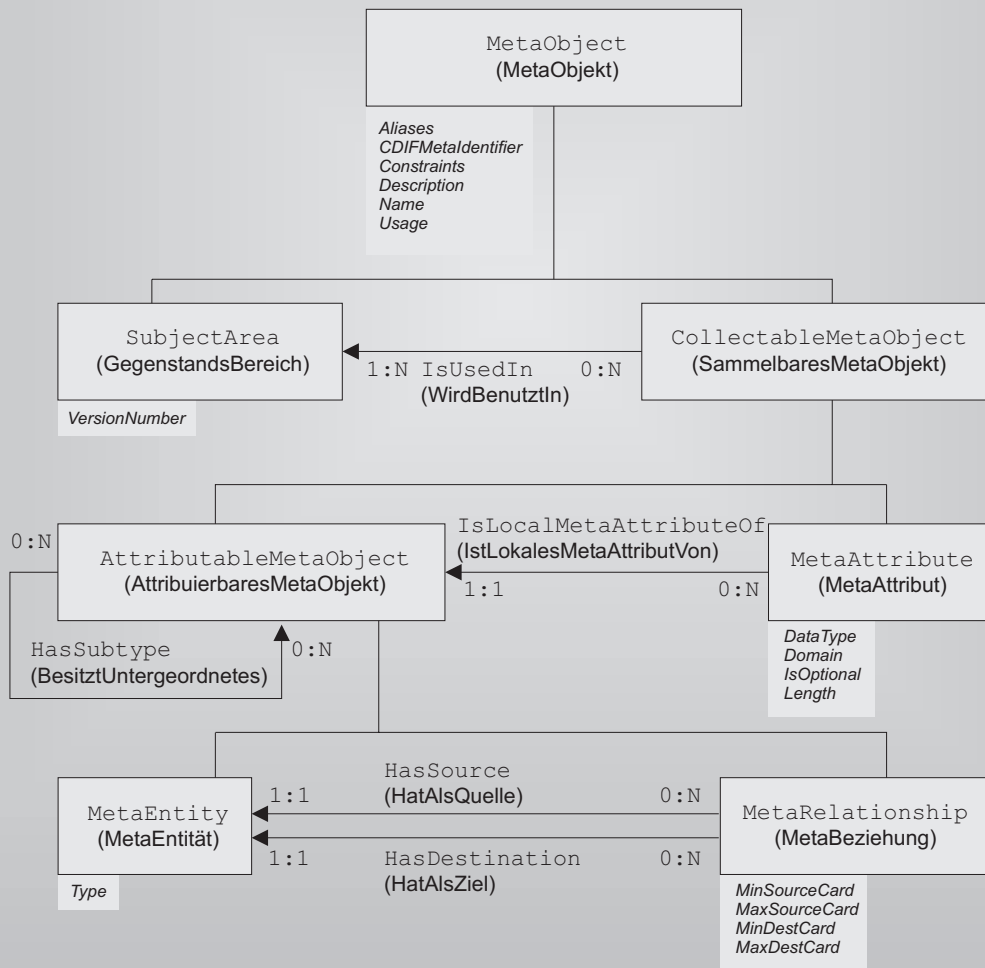 MetaObject
(MetaObjekt)
Aliases
CDIFMetaIdentifier
Constraints
Description
Name
Usage
SubjectArea
(GegenstandsBereich)
VersionNumber
1:N IsUsedIn 0:N
(WirdBenutztIn)
CollectableMetaObject
(SammelbaresMetaObjekt)
0:N
AttributableMetaObject
(AttribuierbaresMetaObjekt)
IsLocalMetaAttributeOf
(IstLokalesMetaAttributVon)
1:1 0:N
MetaAttribute
(MetaAttribut)
DataType
Domain
IsOptional
Length
HasSubtype
(BesitztUntergeordnetes)
0:N
MetaEntity
(MetaEntität)
Type
HasSource
1:1 (HatAlsQuelle) 0:N
1:1 HasDestination 0:N
(HatAlsZiel)
MetaRelationship
(MetaBeziehung)
MinSourceCard
MaxSourceCard
MinDestCard
MaxDestCard